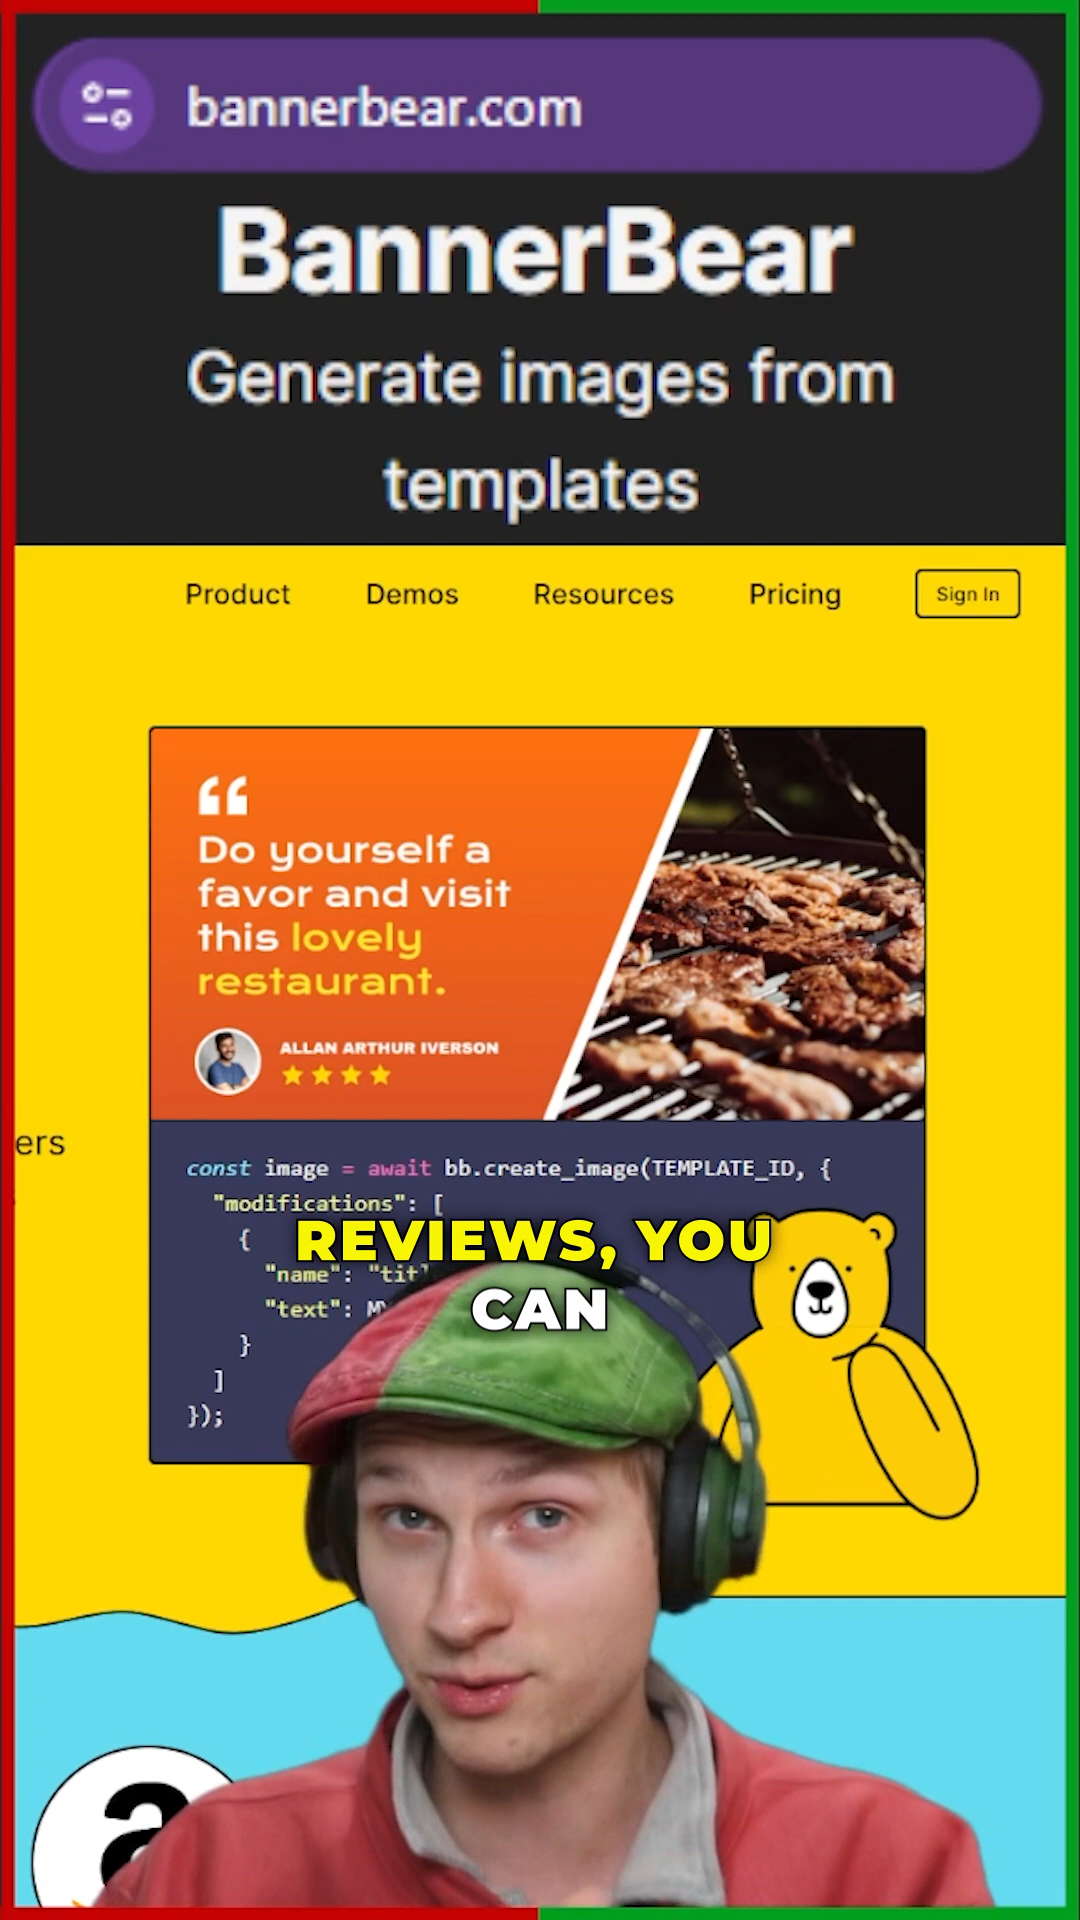 bannerbear.com
BannerBear
Generate images from
templates
Product Demos Resources Pricing Sign In
“
Do yourself a
favor and visit
this lovely
restaurant.
ALLAN ARTHUR IVERSON
ers
const image = await bb.create_image(TEMPLATE_ID, {
"modifications": [
{
"name": "titl
"text": M
}
]
});
REVIEWS, YOU
CAN
a